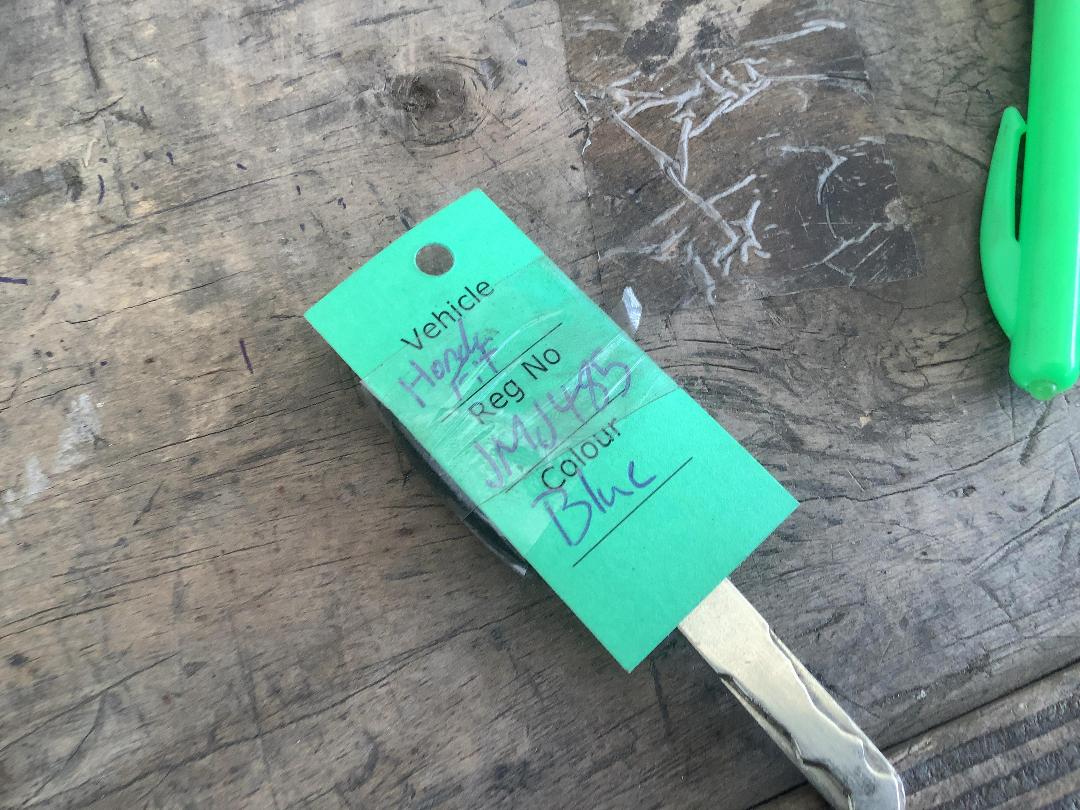 Vehicle
Honda
Fit
Reg No
JMJ485
Colour
Blue